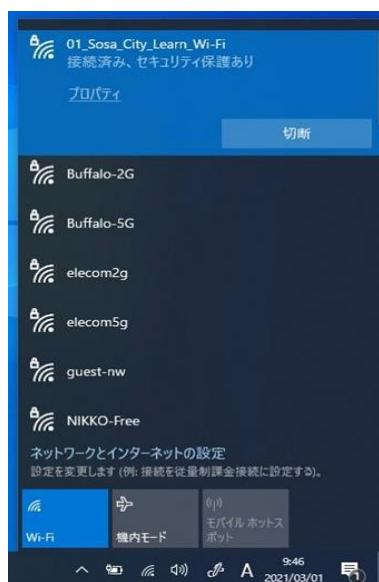 01_Sosa_City_Learn_Wi-Fi
接続済み、セキュリティ保護あり
プロパティ
切断
Buffalo-2G
Buffalo-5G
elecom2g
elecom5g
guest-nw
NIKKO-Free
ネットワークとインターネットの設定
設定を変更します (例: 接続を従量制課金接続に設定する)。
Wi-Fi
機内モード
モバイル ホットス
ポット
A
9:46
2021/03/01
1